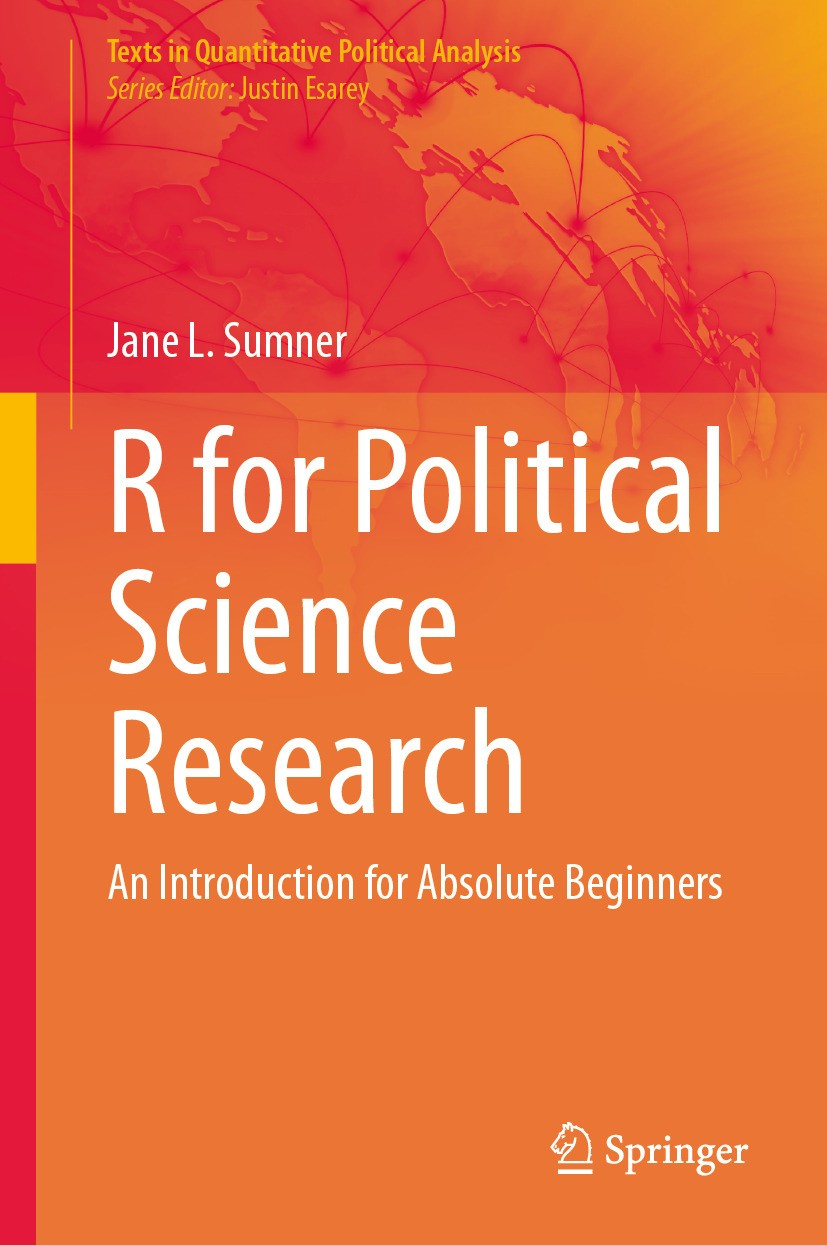 Texts in Quantitative Political Analysis
Series Editor: Justin Esarey
Jane L. Sumner
R for Political
Science
Research
An Introduction for Absolute Beginners
Springer